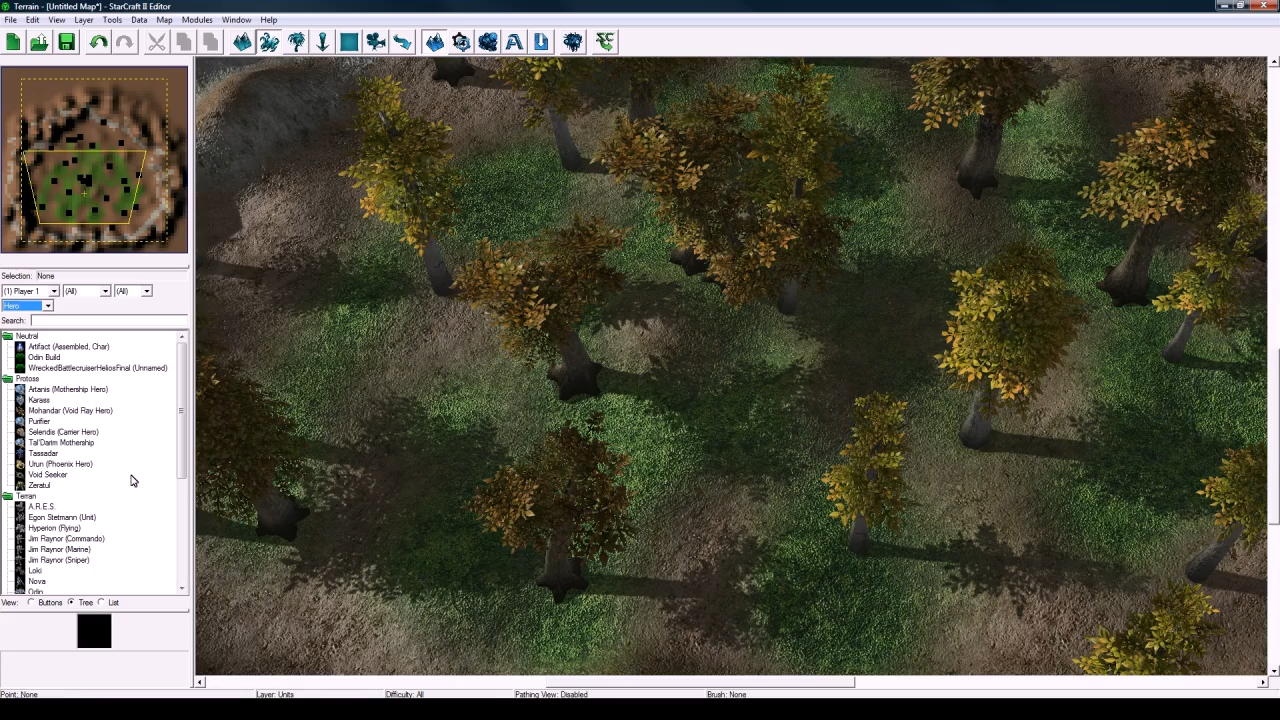 Terrain - [Untitled Map*] - StarCraft II Editor
File Edit View Layer Tools Data Map Modules Window Help
Selection: None
(1) Player 1 (All) (All)
Hero
Search:
Neutral
Artifact (Assembled, Char)
Odin Build
WreckedBattlecruiserHeliosFinal (Unnamed)
Protoss
Artanis (Mothership Hero)
Karass
Mohandar (Void Ray Hero)
Purifier
Selendis (Carrier Hero)
Tal'Darim Mothership
Tassadar
Urun (Phoenix Hero)
Void Seeker
Zeratul
Terran
A.R.E.S.
Egon Stetmann (Unit)
Hyperion (Flying)
Jim Raynor (Commando)
Jim Raynor (Marine)
Jim Raynor (Sniper)
Loki
Nova
Odin
View: Buttons Tree List
Point: None Layer: Units Difficulty: All Pathing View: Disabled Brush: None